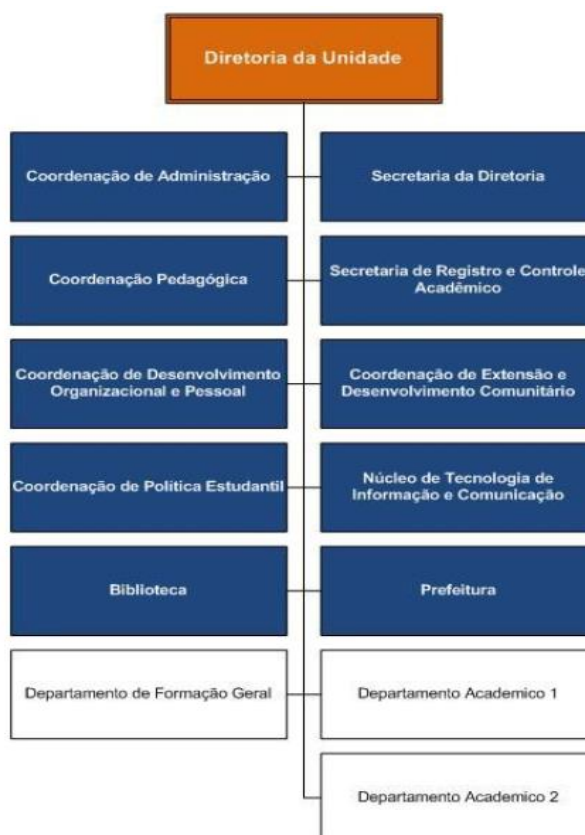 Diretoria da Unidade
Coordenação de Administração
Secretaria da Diretoria
Coordenação Pedagógica
Secretaria de Registro e Controle
Acadêmico
Coordenação de Desenvolvimento
Organizacional e Pessoal
Coordenação de Extensão e
Desenvolvimento Comunitário
Coordenação de Política Estudantil
Núcleo de Tecnologia de
Informação e Comunicação
Biblioteca
Prefeitura
Departamento de Formação Geral
Departamento Academico 1
Departamento Academico 2